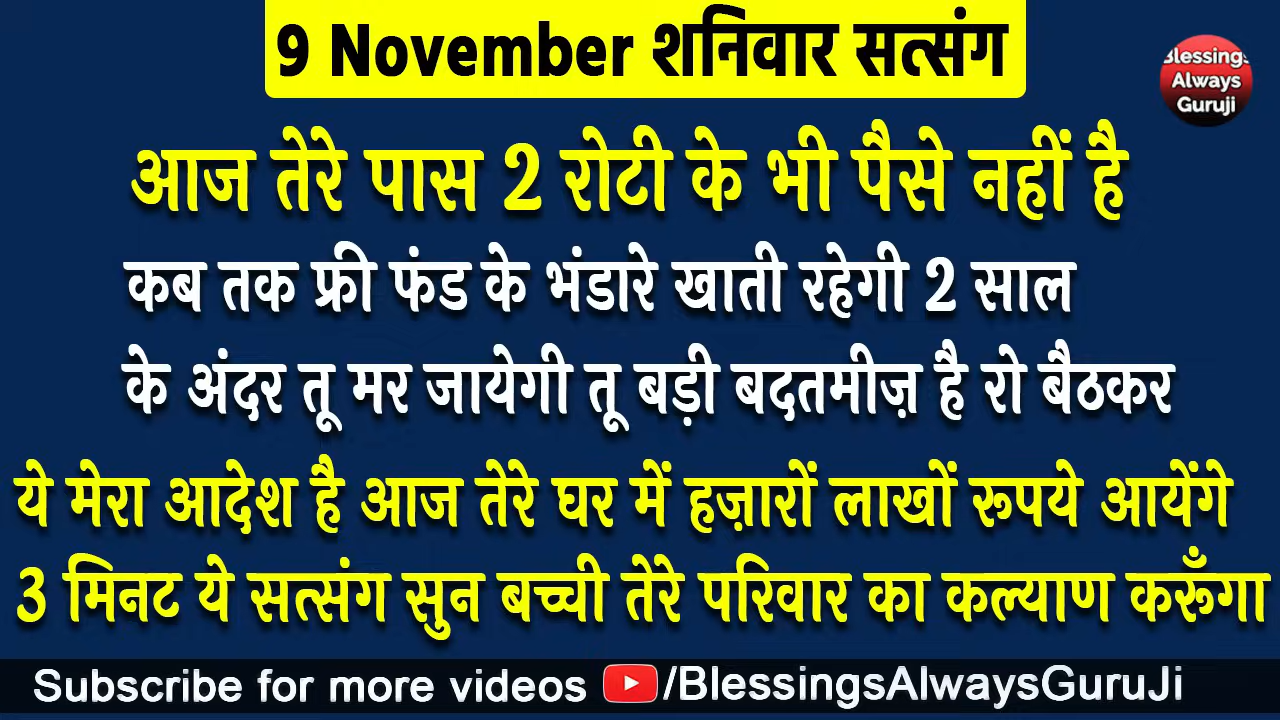 9 November शनिवार सत्संग
Blessings
Always
Guruji
आज तेरे पास 2 रोटी के भी पैसे नहीं है
कब तक फ्री फंड के भंडारे खाती रहेगी 2 साल
के अंदर तू मर जायेगी तू बड़ी बदतमीज़ है रो बैठकर
ये मेरा आदेश है आज तेरे घर में हज़ारों लाखों रूपये आयेंगे
3 मिनट ये सत्संग सुन बच्ची तेरे परिवार का कल्याण करूँगा
Subscribe for more videos /BlessingsAlwaysGuruJi